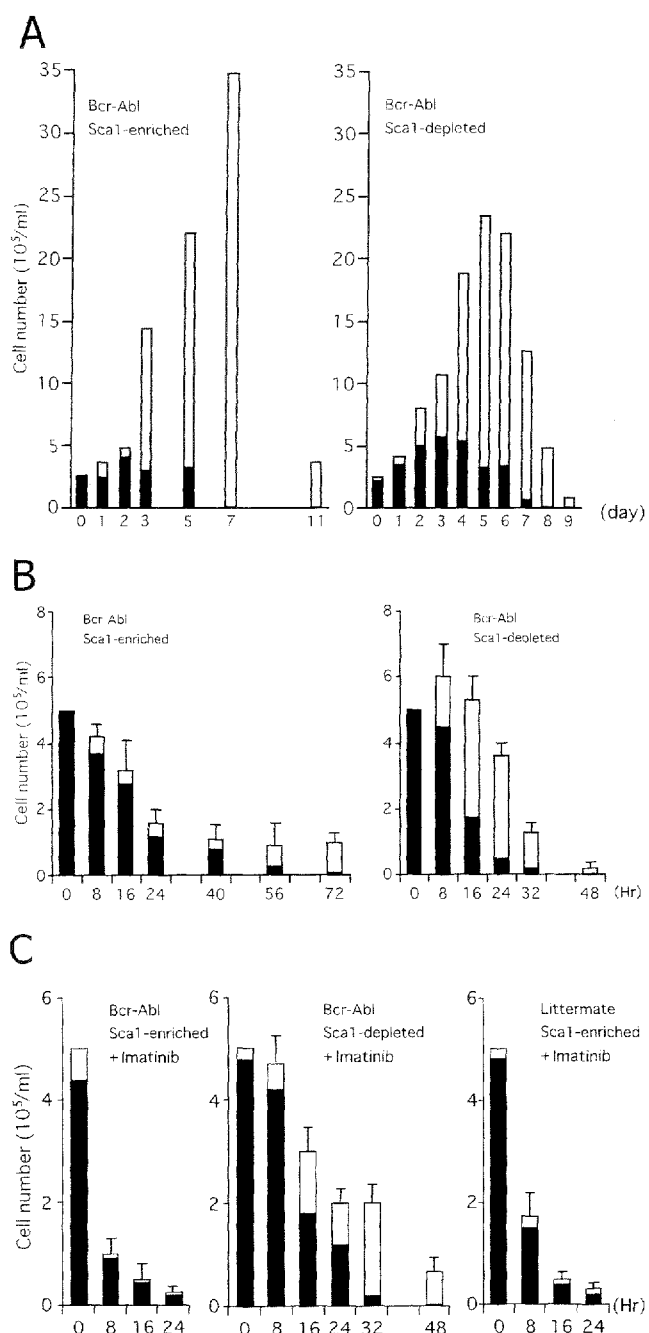 A
Bcr-Abl
Sca1-enriched
Bcr-Abl
Sca1-depleted
Cell number (10⁵/ml)
35
30
25
20
15
10
5
0
0 1 2 3 5 7 11
35
30
25
20
15
10
5
0
0 1 2 3 4 5 6 7 8 9 (day)
B
Bcr-Abl
Sca1-enriched
Bcr-Abl
Sca1-depleted
Cell number (10⁵/ml)
8
6
4
2
0
0 8 16 24 40 56 72
8
6
4
2
0
0 8 16 24 32 48 (Hr)
C
Bcr-Abl
Sca1-enriched
+Imatinib
Bcr-Abl
Sca1-depleted
+Imatinib
Littermate
Sca1-enriched
+Imatinib
Cell number (10⁵/ml)
6
4
2
0
0 8 16 24
6
4
2
0
0 8 16 24 32 48
6
4
2
0
0 8 16 24 (Hr)